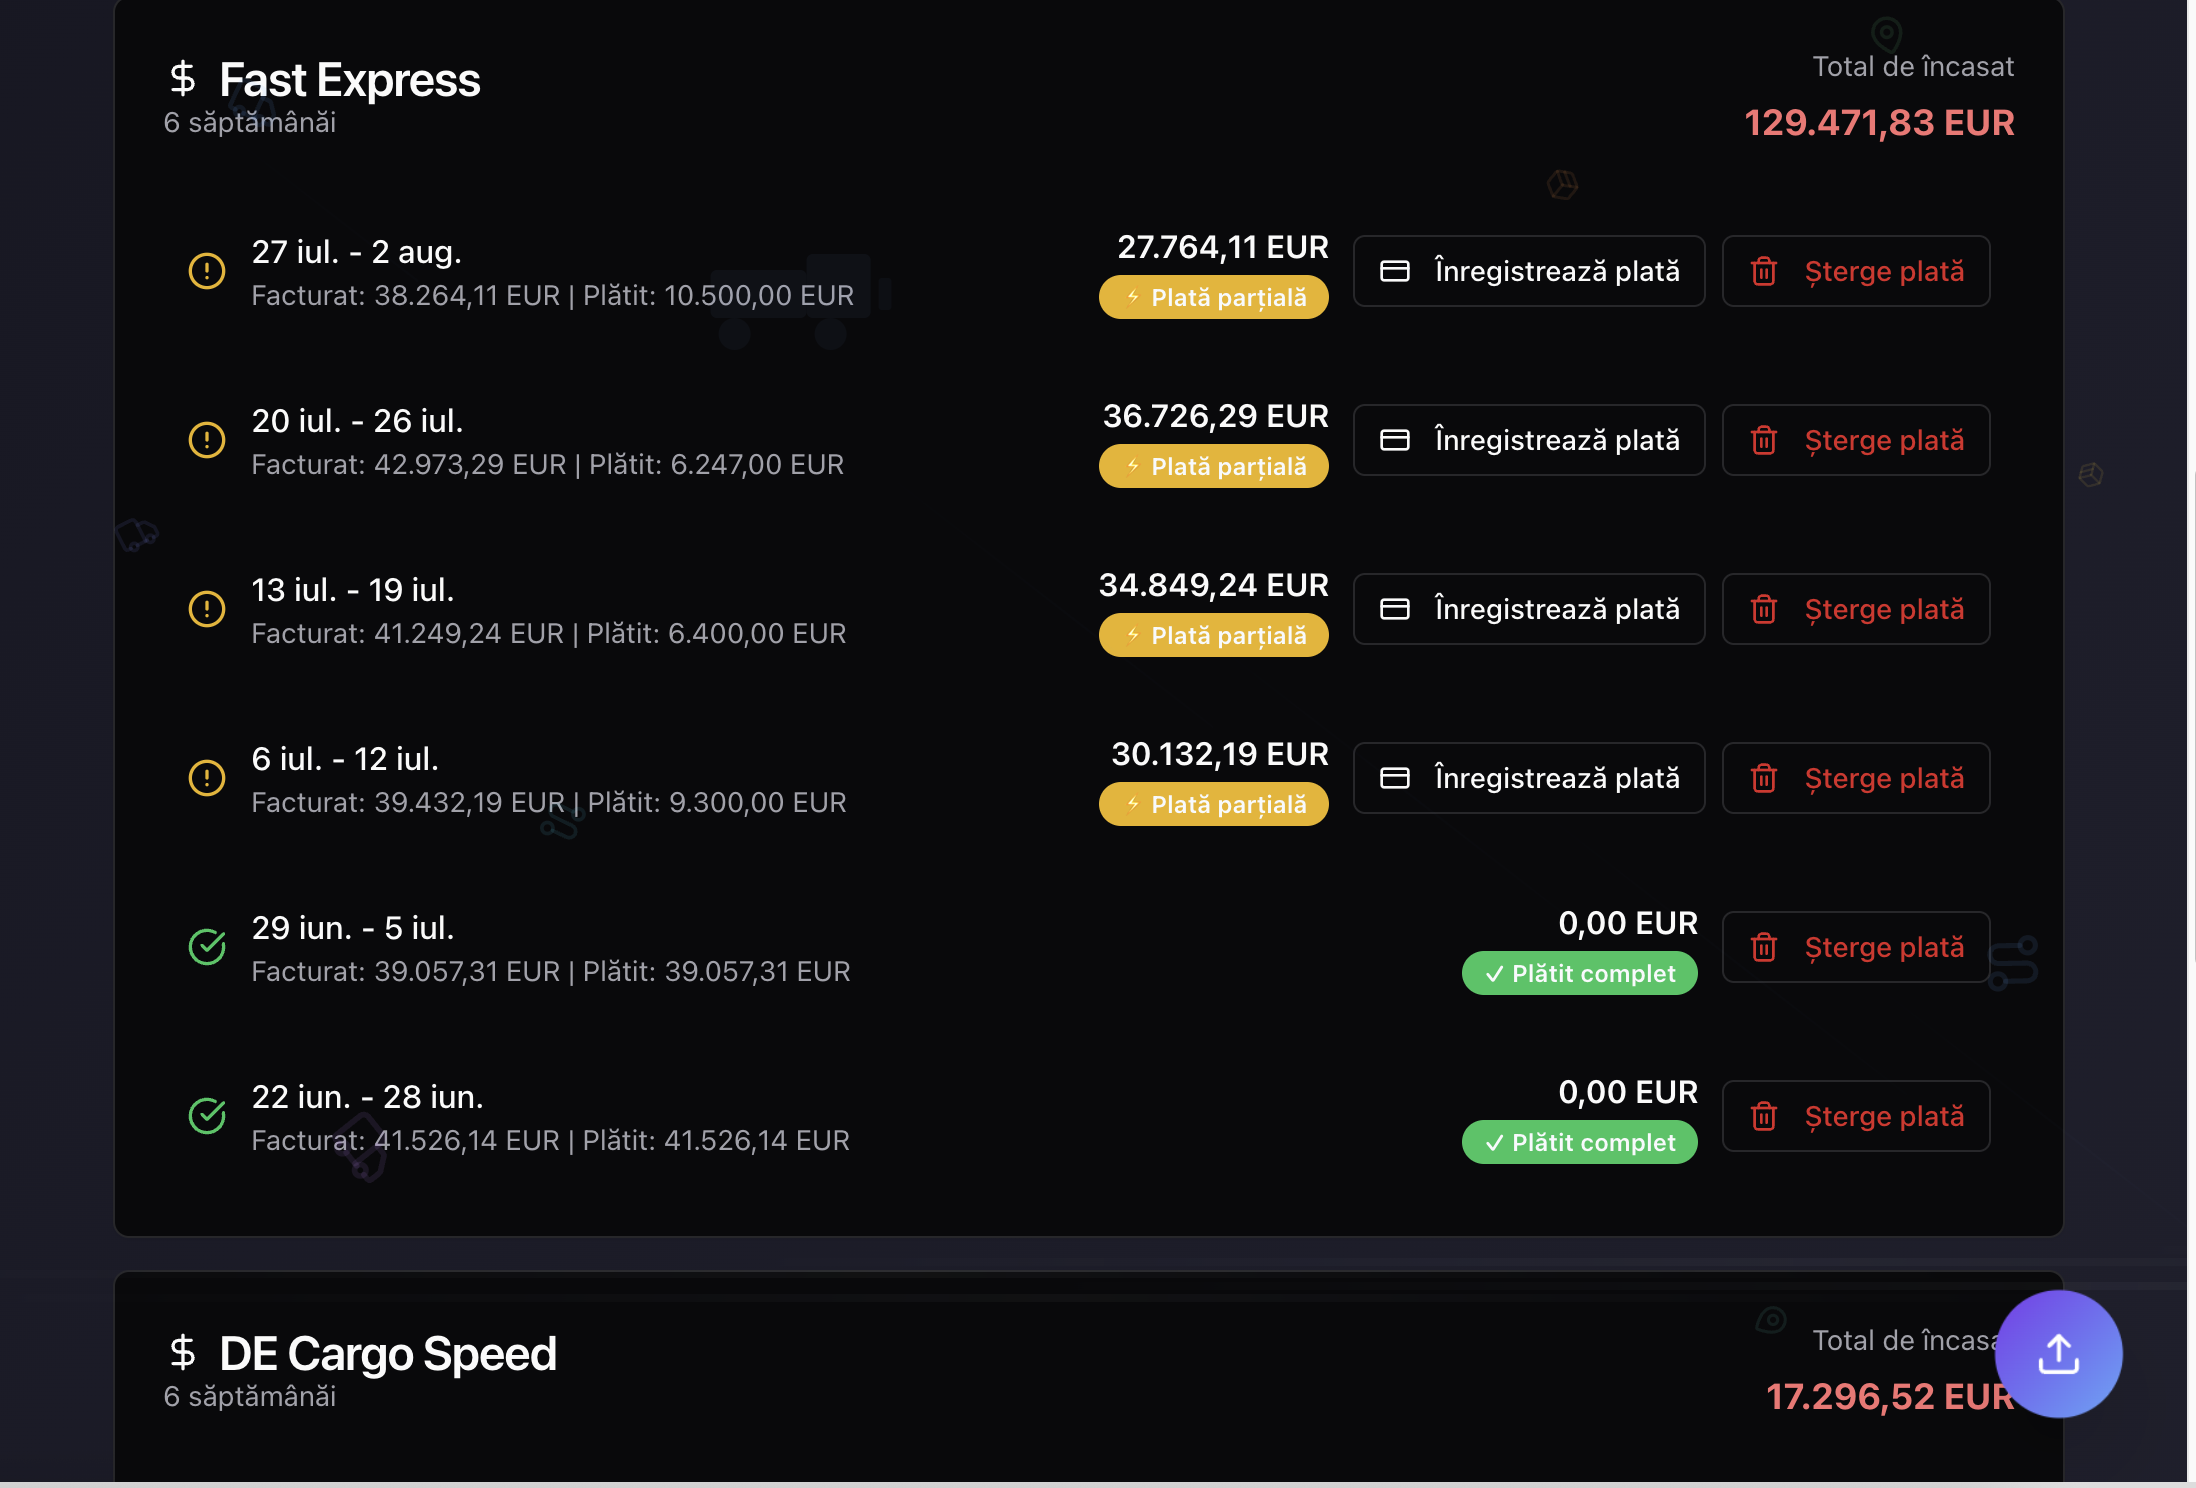 Fast Express
6 săptămânăi
Total de încasat
129.471,83 EUR
27 iul. - 2 aug.
Facturat: 38.264,11 EUR | Plătit: 10.500,00 EUR
27.764,11 EUR
Plată parțială
Înregistrează plată
Șterge plată
20 iul. - 26 iul.
Facturat: 42.973,29 EUR | Plătit: 6.247,00 EUR
36.726,29 EUR
Plată parțială
Înregistrează plată
Șterge plată
13 iul. - 19 iul.
Facturat: 41.249,24 EUR | Plătit: 6.400,00 EUR
34.849,24 EUR
Plată parțială
Înregistrează plată
Șterge plată
6 iul. - 12 iul.
Facturat: 39.432,19 EUR | Plătit: 9.300,00 EUR
30.132,19 EUR
Plată parțială
Înregistrează plată
Șterge plată
29 iun. - 5 iul.
Facturat: 39.057,31 EUR | Plătit: 39.057,31 EUR
0,00 EUR
✓ Plătit complet
Șterge plată
22 iun. - 28 iun.
Facturat: 41.526,14 EUR | Plătit: 41.526,14 EUR
0,00 EUR
✓ Plătit complet
Șterge plată
DE Cargo Speed
6 săptămânăi
Total de încasa
17.296,52 EUR